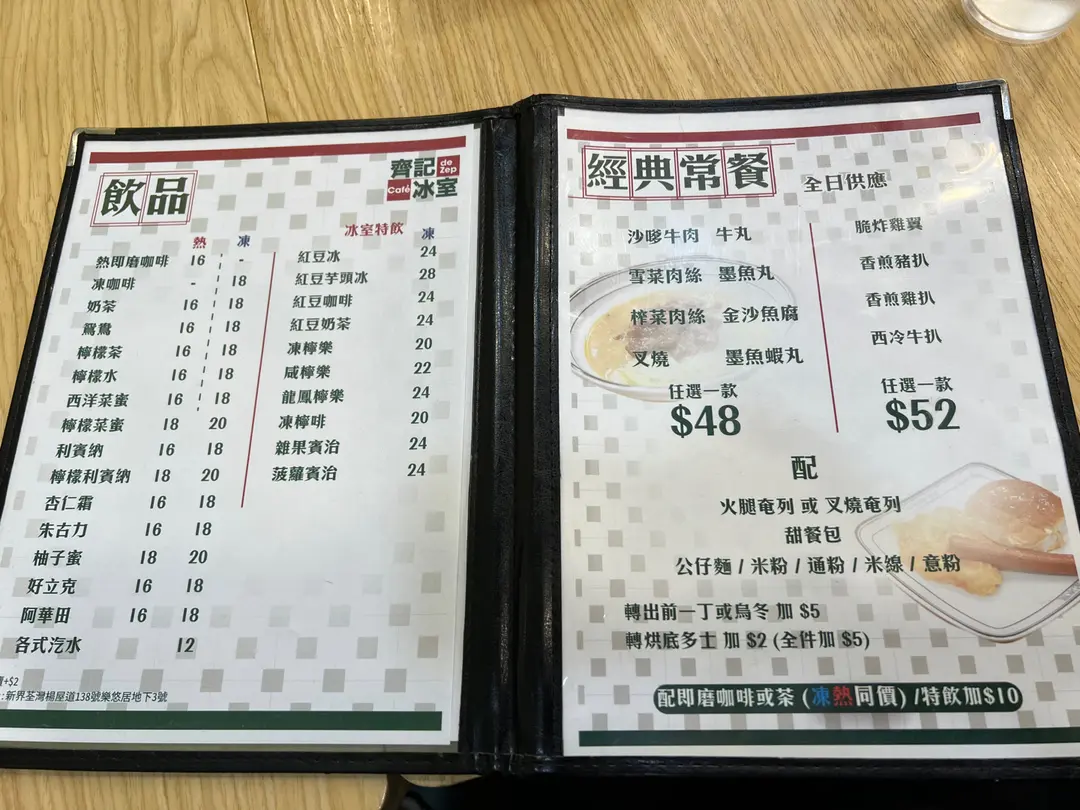 飲品
齊記 de Zep
Café 冰室
熱 凍
熱即磨咖啡 16 -
凍咖啡 - 18
奶茶 16 18
鴛鴦 16 18
檸檬茶 16 18
檸檬水 16 18
西洋菜蜜 16 18
檸檬菜蜜 18 20
利賓納 16 18
檸檬利賓納 18 20
杏仁霜 16 18
朱古力 16 18
柚子蜜 18 20
好立克 16 18
阿華田 16 18
各式汽水 12
冰室特飲 凍
紅豆冰 24
紅豆芋頭冰 28
紅豆咖啡 24
紅豆奶茶 24
凍檸樂 20
咸檸樂 22
龍鳳檸樂 24
凍檸啡 20
雜果賓治 24
菠蘿賓治 24
+$2
:新界荃灣楊屋道138號樂悠居地下3號
經典常餐 全日供應
沙嗲牛肉 牛丸
雪菜肉絲 墨魚丸
榨菜肉絲 金沙魚腐
叉燒 墨魚蝦丸
任選一款
$48
脆炸雞翼
香煎豬扒
香煎雞扒
西冷牛扒
任選一款
$52
配
火腿奄列 或 叉燒奄列
甜餐包
公仔麵 / 米粉 / 通粉 / 米線 / 意粉
轉出前一丁或烏冬 加 $5
轉烘底多士 加 $2 (全件加 $5)
配即磨咖啡或茶 (凍熱同價) /特飲加$10